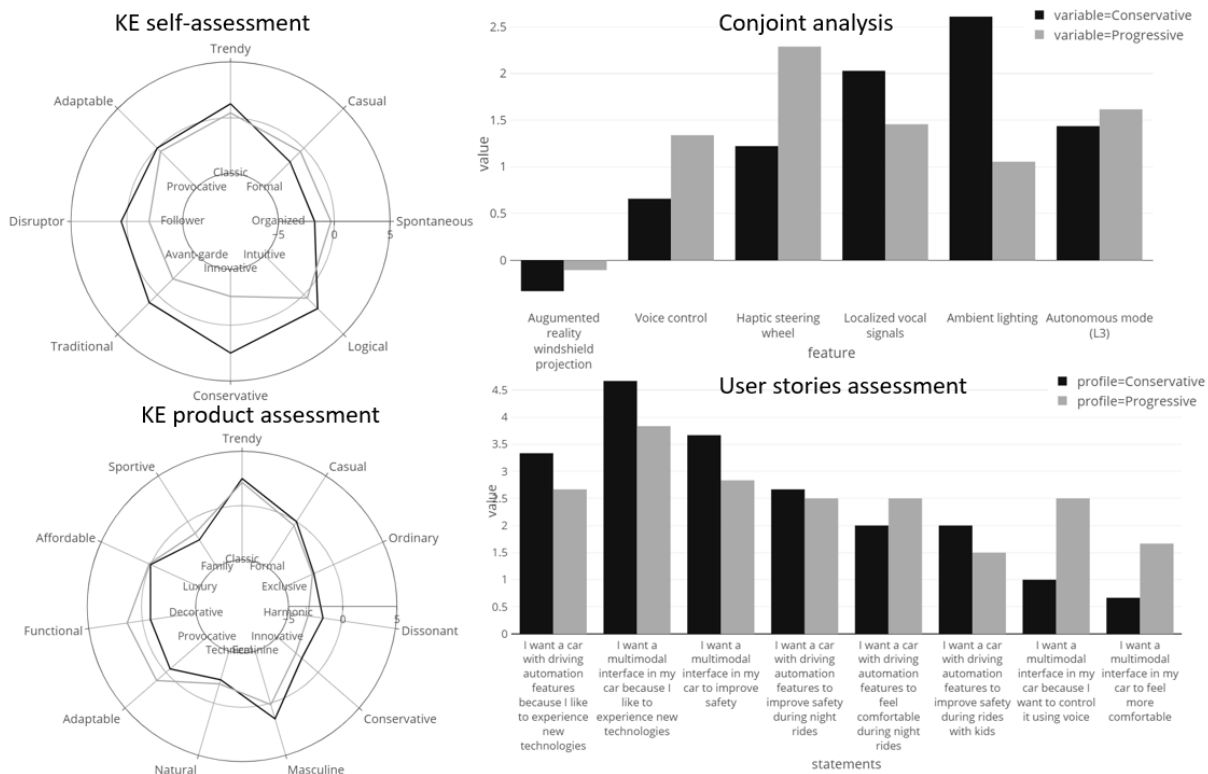 KE self-assessment
Trendy
Adaptable
Casual
Classic
Provocative
Formal
Disruptor
Follower
Organized
Spontaneous
−5
0
5
Avant-garde
Intuitive
Innovative
Traditional
Logical
Conservative
Conjoint analysis
variable=Conservative
variable=Progressive
2.5
2
1.5
1
0.5
0
value
Augumented
reality
windshield
projection
Voice control
Haptic steering
wheel
Localized vocal
signals
Ambient lighting
Autonomous mode
(L3)
feature
KE product assessment
Trendy
Sportive
Casual
Affordable
Ordinary
Classic
Family
Formal
Luxury
Exclusive
Decorative
Harmonic
−5
0
5
Functional
Dissonant
Provocative
Innovative
Technical
Feminine
Adaptable
Conservative
Natural
Masculine
User stories assessment
profile=Conservative
profile=Progressive
4.5
4
3.5
3
2.5
2
1.5
1
0.5
0
value
I want a car
with driving
automation
features
because I like
to experience
new
technologies
I want a
multimodal
interface in my
car because I
like to
experience new
technologies
I want a
multimodal
interface in my
car to improve
safety
I want a car
with driving
automation
features to
improve safety
during night
rides
I want a car
with driving
automation
features to
feel
comfortable
during night
rides
I want a car
with driving
automation
features to
improve safety
during rides
with kids
I want a
multimodal
interface in my
car because I
want to control
it using voice
I want a
multimodal
interface in my
car to feel
more
comfortable
statements